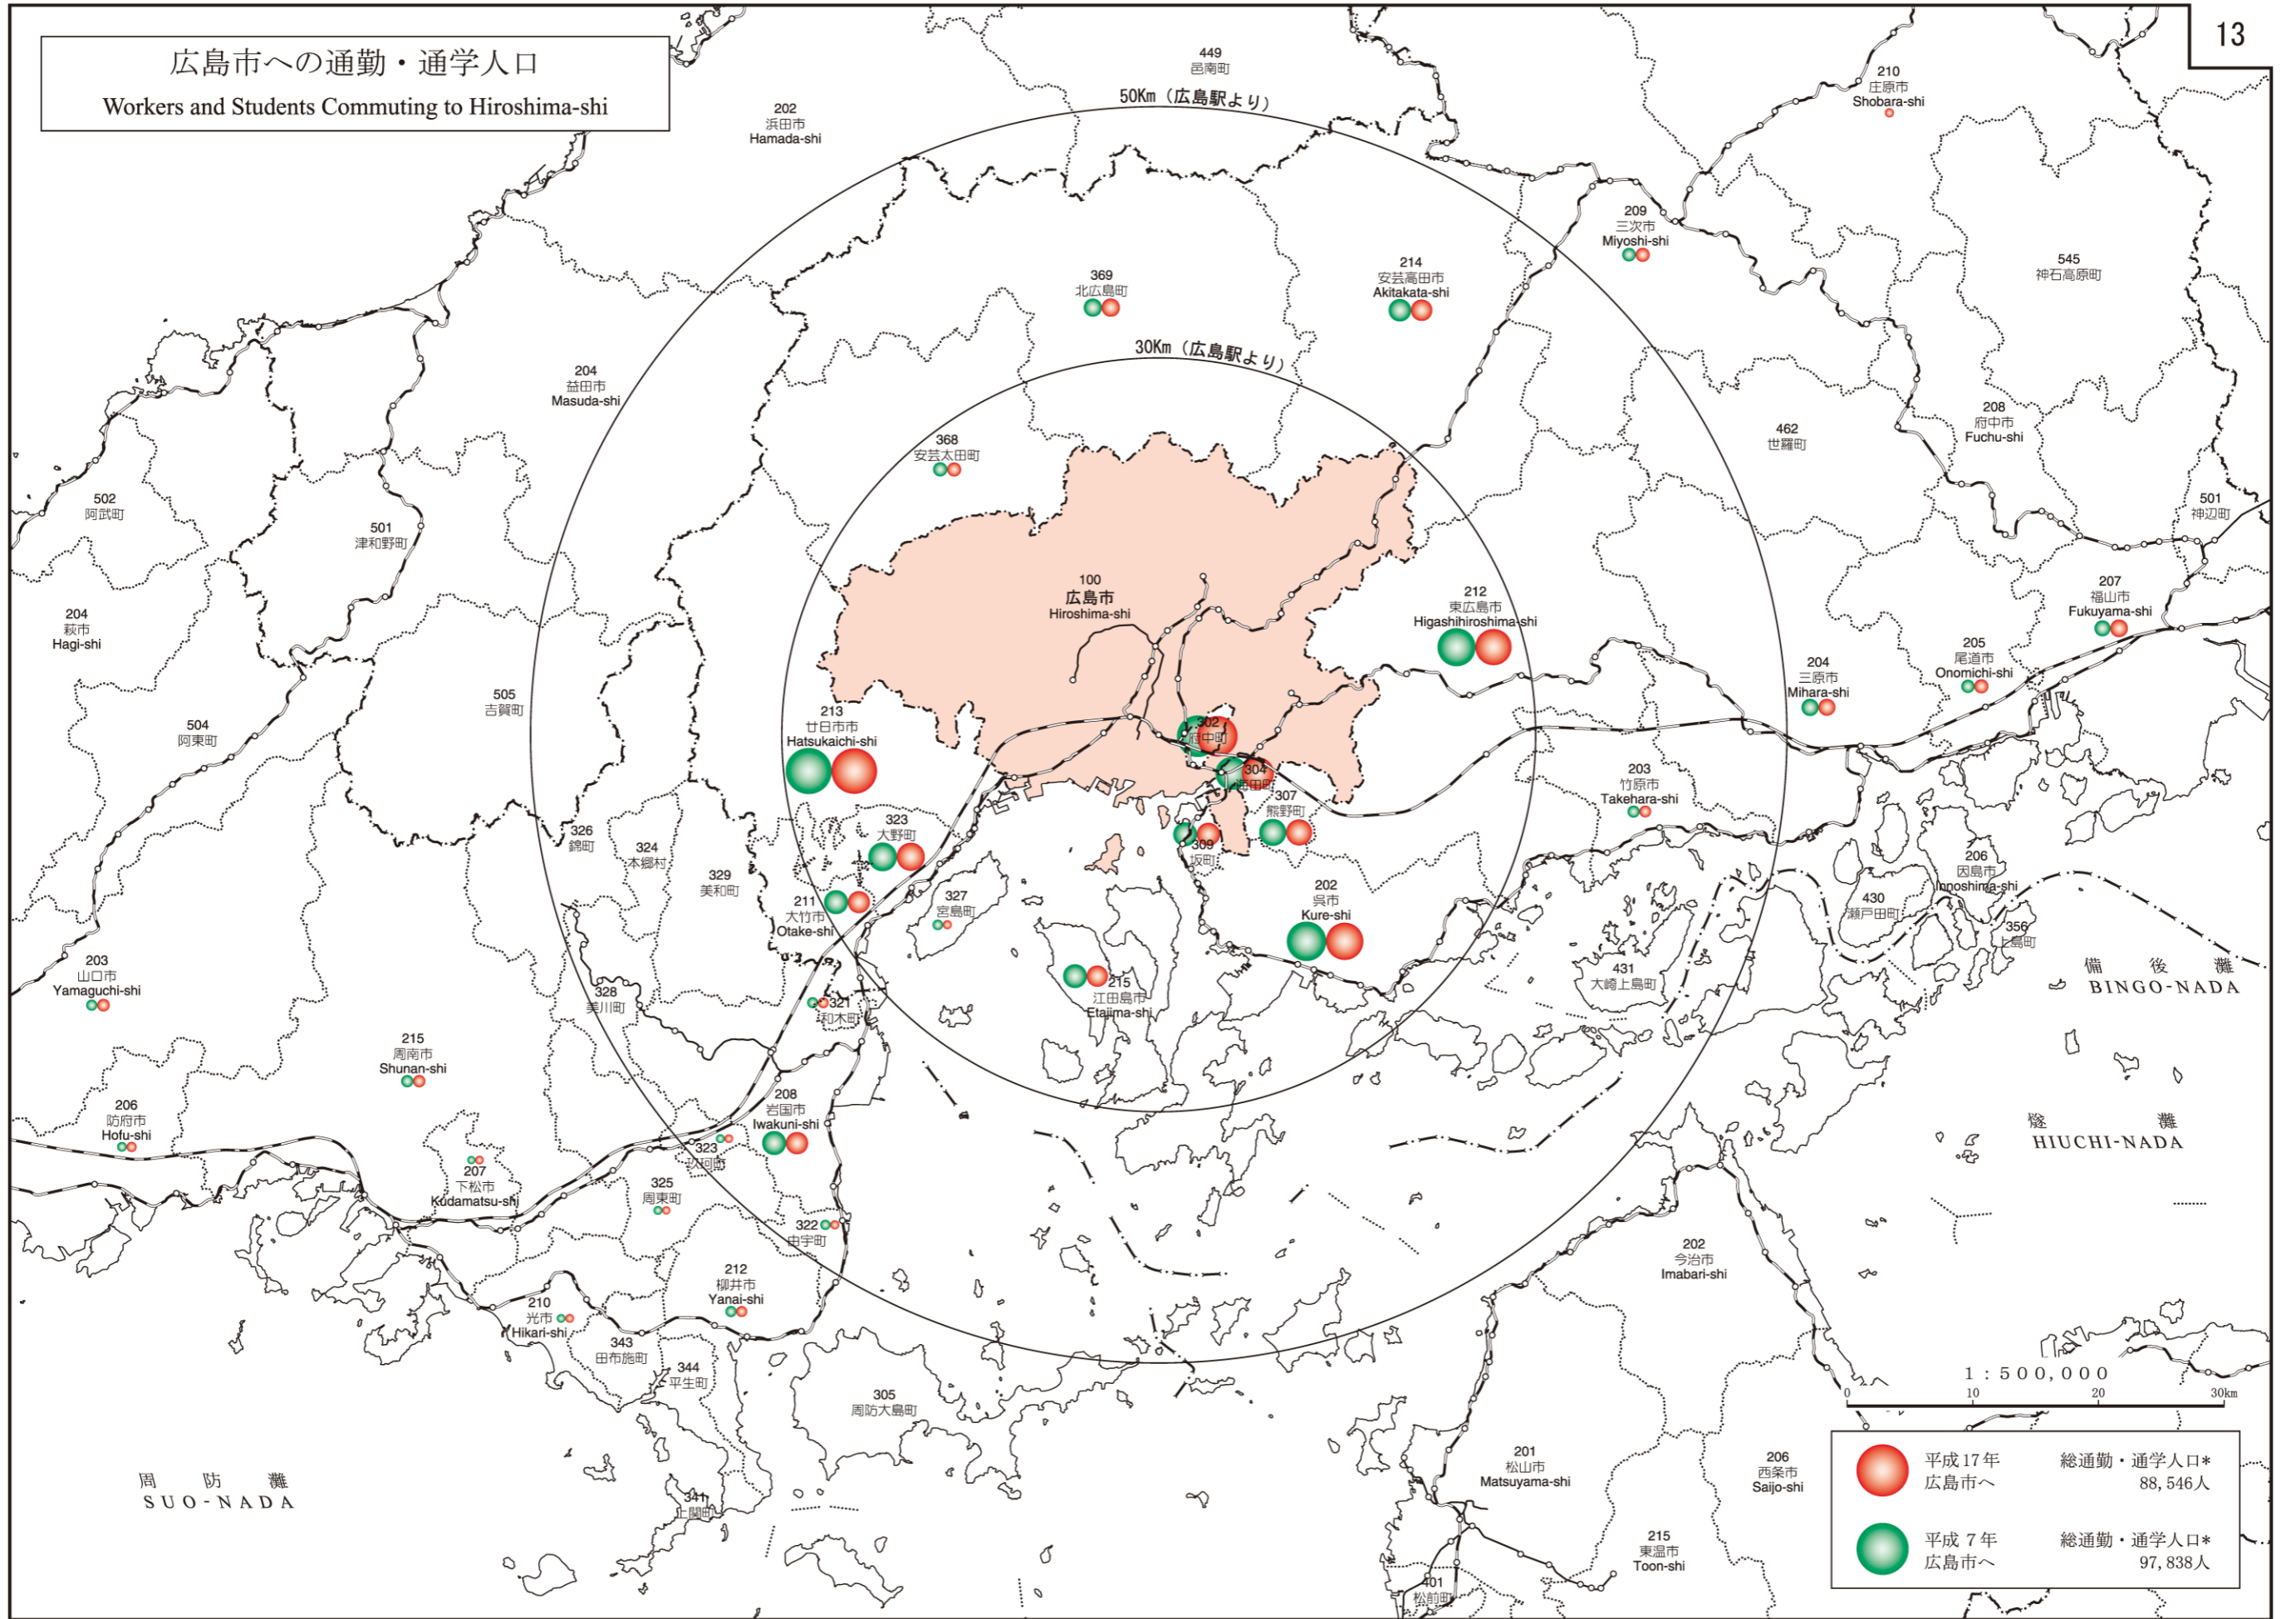 広島市への通勤・通学人口
Workers and Students Commuting to Hiroshima-shi
13
449
邑南町
50Km (広島駅より)
210
庄原市
Shobara-shi
202
浜田市
Hamada-shi
209
三次市
Miyoshi-shi
545
神石高原町
369
北広島町
214
安芸高田市
Akitakata-shi
30Km (広島駅より)
204
益田市
Masuda-shi
208
府中市
Fuchu-shi
462
世羅町
368
安芸太田町
502
阿武町
501
津和野町
501
神辺町
100
広島市
Hiroshima-shi
212
東広島市
Higashihiroshima-shi
207
福山市
Fukuyama-shi
204
萩市
Hagi-shi
205
尾道市
Onomichi-shi
204
三原市
Mihara-shi
505
吉賀町
504
阿東町
213
廿日市市
Hatsukaichi-shi
302
府中町
304
海田町
307
熊野町
309
坂町
203
竹原市
Takehara-shi
326
錦町
324
本郷村
329
美和町
323
大野町
211
大竹市
Otake-shi
327
宮島町
202
呉市
Kure-shi
206
因島市
Innoshima-shi
430
瀬戸田町
356
上島町
431
大崎上島町
備後灘
BINGO-NADA
203
山口市
Yamaguchi-shi
328
美川町
321
和木町
215
江田島市
Etajima-shi
215
周南市
Shunan-shi
206
防府市
Hofu-shi
208
岩国市
Iwakuni-shi
323
玖珂町
燧灘
HIUCHI-NADA
207
下松市
Kudamatsu-shi
325
周東町
322
由宇町
202
今治市
Imabari-shi
212
柳井市
Yanai-shi
210
光市
Hikari-shi
343
田布施町
344
平生町
305
周防大島町
341
上関町
周防灘
SUO-NADA
201
松山市
Matsuyama-shi
206
西条市
Saijo-shi
215
東温市
Toon-shi
401
松前町
1:500,000
0 10 20 30km
平成17年 総通勤・通学人口*
広島市へ 88,546人
平成 7年 総通勤・通学人口*
広島市へ 97,838人